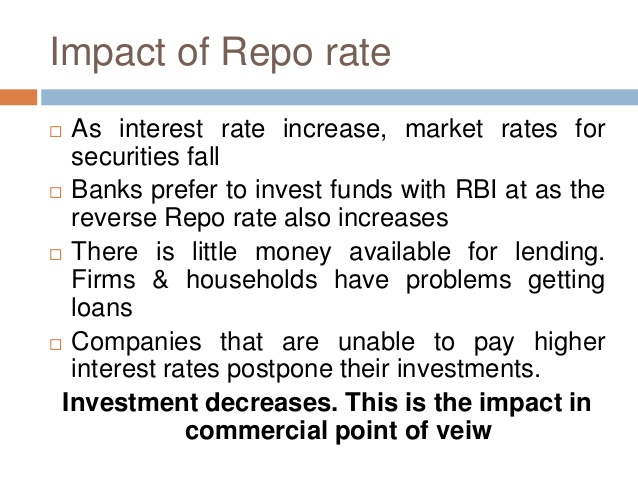 Impact of Repo rate
As interest rate increase, market rates for
securities fall
Banks prefer to invest funds with RBI at as the
reverse Repo rate also increases
There is little money available for lending.
Firms & households have problems getting
loans
Companies that are unable to pay higher
interest rates postpone their investments.
Investment decreases. This is the impact in
commercial point of veiw